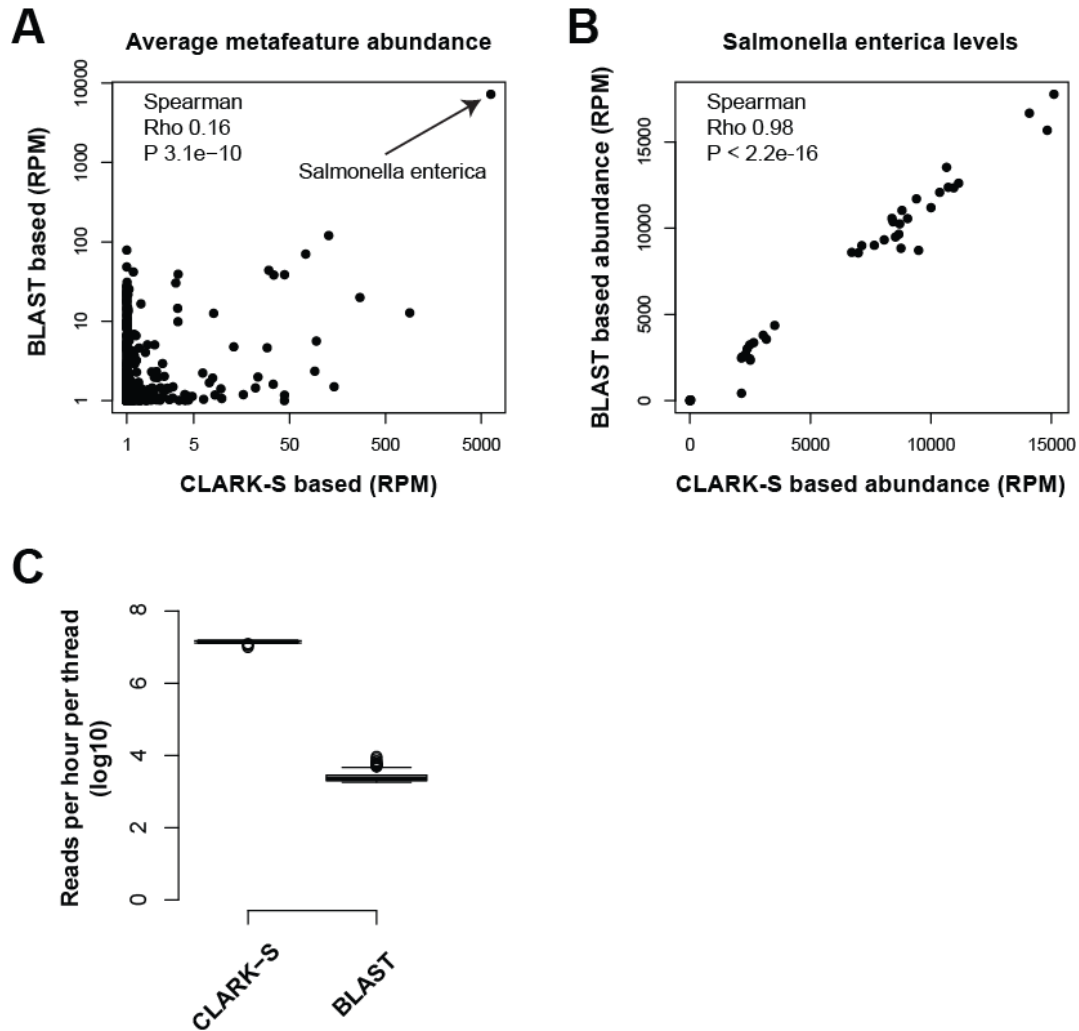 A
Average metafeature abundance
BLAST based (RPM)
10000
1000
100
10
1
Spearman
Rho 0.16
P 3.1e−10
Salmonella enterica
1 5 50 500 5000
CLARK-S based (RPM)
B
Salmonella enterica levels
BLAST based abundance (RPM)
15000
10000
5000
0
Spearman
Rho 0.98
P < 2.2e-16
0 5000 10000 15000
CLARK-S based abundance (RPM)
C
Reads per hour per thread
(log10)
8
6
4
2
0
CLARK−S
BLAST